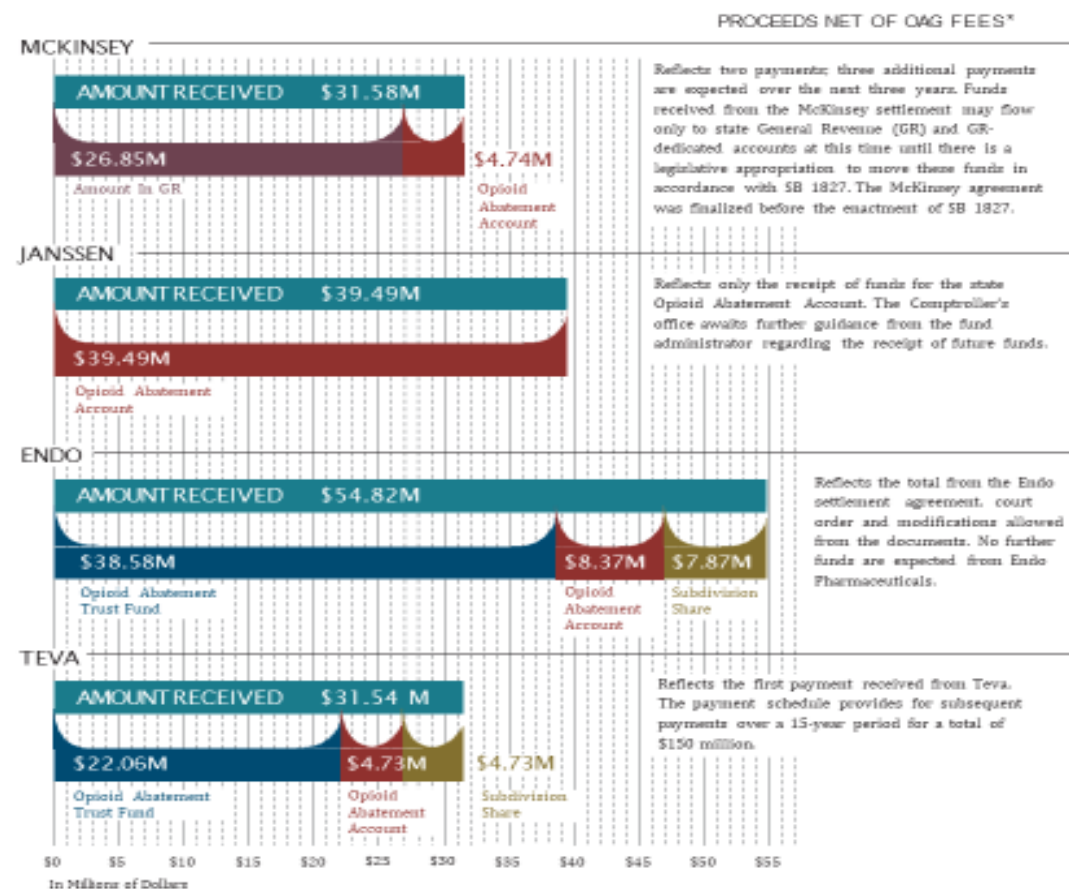 PROCEEDS NET OF OAG FEES*
MCKINSEY
AMOUNT RECEIVED $31.58M
$26.85M
Amount In GR
$4.74M
Opioid
Abatement
Account
Reflects two payments; three additional payments
are expected over the next three years. Funds
received from the McKinsey settlement may flow
only to state General Revenue (GR) and GR-
dedicated accounts at this time until there is a
legislative appropriation to move these funds in
accordance with SB 1827. The McKinsey agreement
was finalized before the enactment of SB 1827.
JANSSEN
AMOUNT RECEIVED $39.49M
$39.49M
Opioid Abatement
Account
Reflects only the receipt of funds for the state
Opioid Abatement Account. The Comptroller's
office awaits further guidance from the fund
administrator regarding the receipt of future funds.
ENDO
AMOUNT RECEIVED $54.82M
$38.58M
Opioid Abatement
Trust Fund
$8.37M
Opioid
Abatement
Account
$7.87M
Subdivision
Share
Reflects the total from the Endo
settlement agreement, court
order and modifications allowed
from the documents. No further
funds are expected from Endo
Pharmaceuticals.
TEVA
AMOUNT RECEIVED $31.54 M
$22.06M
Opioid Abatement
Trust Fund
$4.73M
Opioid
Abatement
Account
$4.73M
Subdivision
Share
Reflects the first payment received from Teva.
The payment schedule provides for subsequent
payments over a 15-year period for a total of
$150 million.
$0 $5 $10 $15 $20 $25 $30 $35 $40 $45 $50 $55
In Millions of Dollars